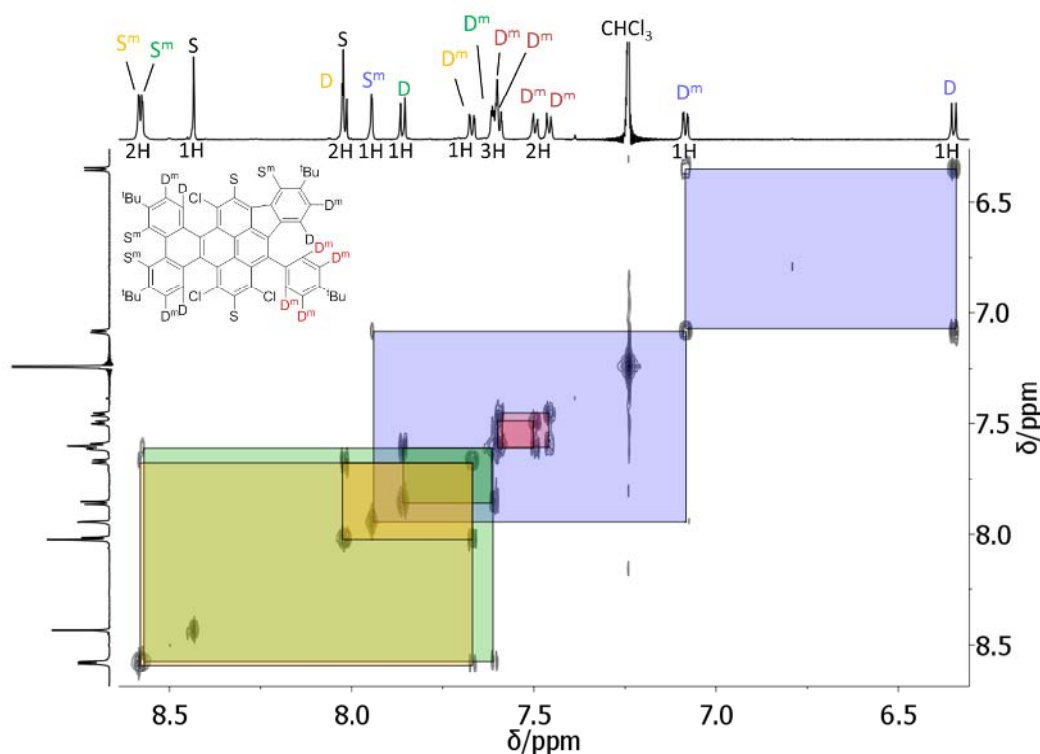 Sᵐ Sᵐ S S D Sᵐ D Dᵐ Dᵐ Dᵐ Dᵐ Dᵐ Dᵐ CHCl₃ Dᵐ D
2H 1H 2H 1H 1H 1H 3H 2H 1H 1H
Dᵐ D S Sᵐ ᵗBu
ᵗBu Cl Dᵐ
Sᵐ D
Sᵐ Dᵐ Dᵐ
ᵗBu Cl Cl Dᵐ ᵗBu
Dᵐ D S Dᵐ
6.5
7.0
7.5
8.0
8.5
δ/ppm
8.5 8.0 7.5 7.0 6.5
δ/ppm